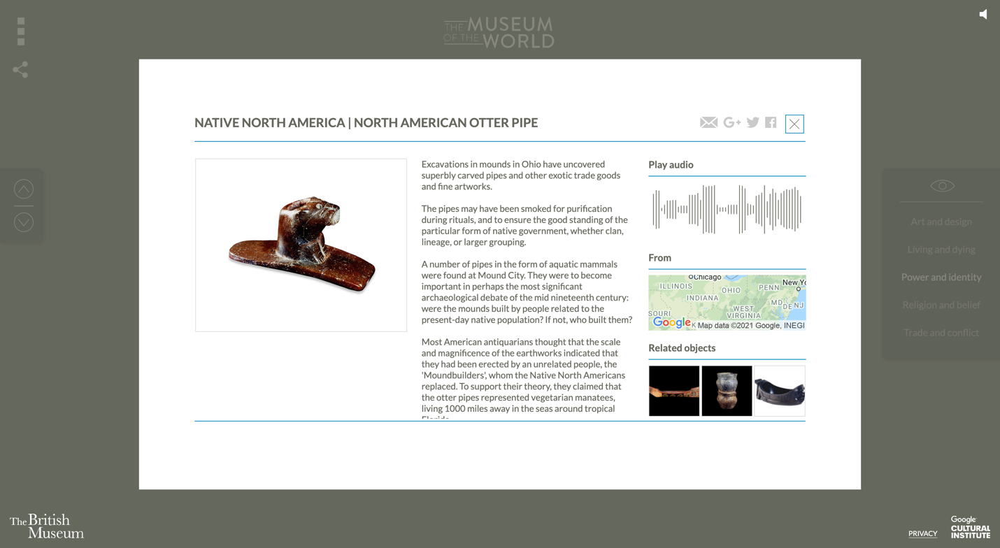 THE MUSEUM
OF THE WORLD
NATIVE NORTH AMERICA | NORTH AMERICAN OTTER PIPE
Excavations in mounds in Ohio have uncovered
superbly carved pipes and other exotic trade goods
and fine artworks.
The pipes may have been smoked for purification
during rituals, and to ensure the good standing of the
particular form of native government, whether clan,
lineage, or larger grouping.
A number of pipes in the form of aquatic mammals
were found at Mound City. They were to become
important in perhaps the most significant
archaeological debate of the mid nineteenth century:
were the mounds built by people related to the
present-day native population? If not, who built them?
Most American antiquarians thought that the scale
and magnificence of the earthworks indicated that
they had been erected by an unrelated people, the
'Moundbuilders', whom the Native North Americans
replaced. To support their theory, they claimed that
the otter pipes represented vegetarian manatees,
living 1000 miles away in the seas around tropical
Play audio
From
Chicago
New Yo
ILLINOIS
OHIO
PENN
INDIANA
MD
DE
NJ
WEST
VIRGINIA
SOURI
Google
K
Map data ©2021 Google, INEGI
Related objects
Art and design
Living and dying
Power and identity
Religion and belief
Trade and conflict
The British
Museum
PRIVACY
Google
CULTURAL
INSTITUTE